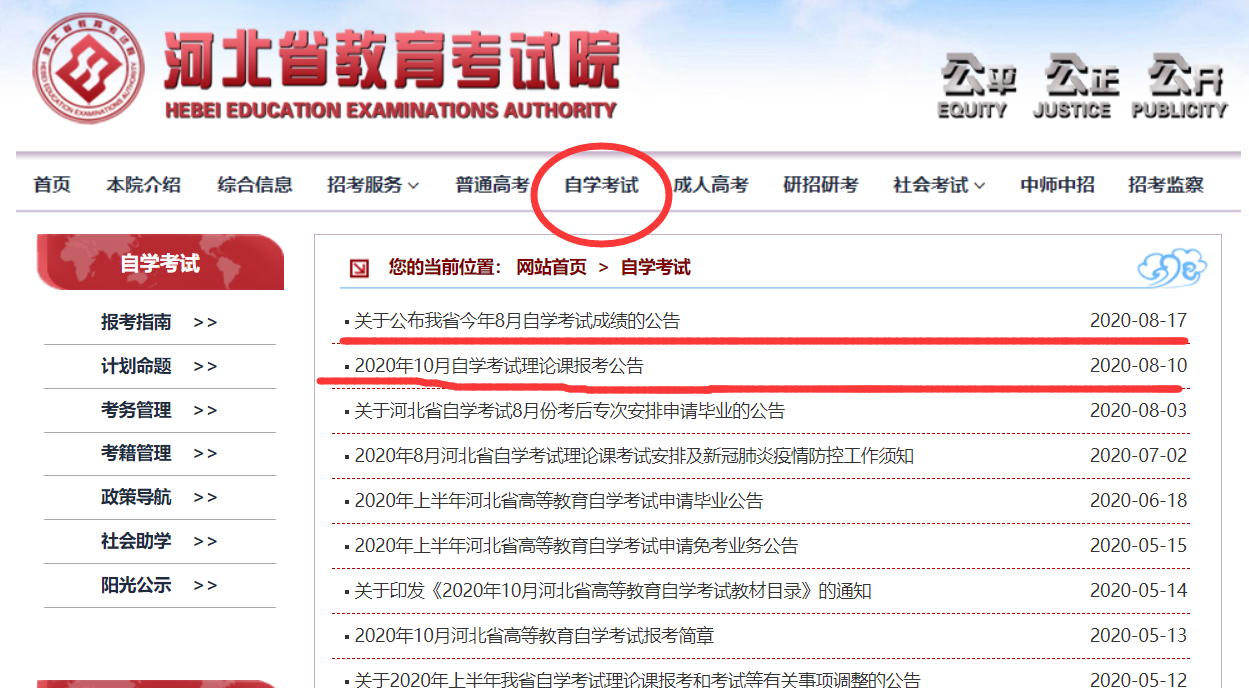 河北省教育考试院
HEBEI EDUCATION EXAMINATIONS AUTHORITY
公平 公正 公开
EQUITY JUSTICE PUBLICITY
首页 本院介绍 综合信息 招考服务 普通高考 自学考试 成人高考 研招研考 社会考试 中师中招 招考监察
自学考试
报考指南 >>
计划命题 >>
考务管理 >>
考籍管理 >>
政策导航 >>
社会助学 >>
阳光公示 >>
您的当前位置: 网站首页 > 自学考试
关于公布我省今年8月自学考试成绩的公告 2020-08-17
2020年10月自学考试理论课报考公告 2020-08-10
关于河北省自学考试8月份考后专次安排申请毕业的公告 2020-08-03
2020年8月河北省自学考试理论课考试安排及新冠肺炎疫情防控工作须知 2020-07-02
2020年上半年河北省高等教育自学考试申请毕业公告 2020-06-18
2020年上半年河北省高等教育自学考试申请免考业务公告 2020-05-15
关于印发《2020年10月河北省高等教育自学考试教材目录》的通知 2020-05-14
2020年10月河北省高等教育自学考试报考简章 2020-05-13
关于2020年上半年我省自学考试理论课报考和考试等有关事项调整的公告 2020-05-12